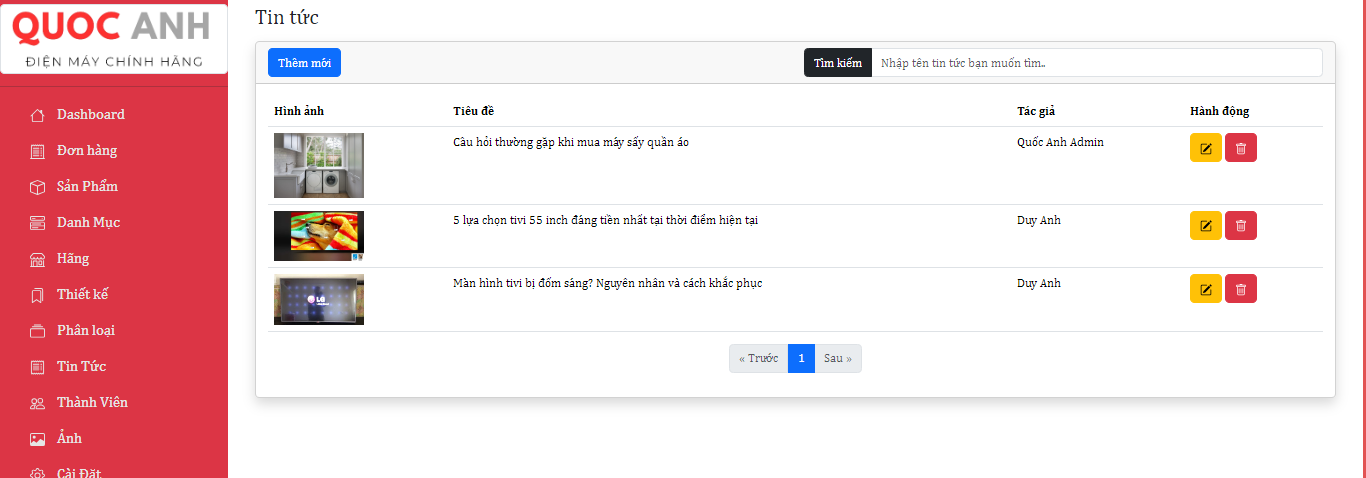 QUOC ANH
ĐIỆN MÁY CHÍNH HÃNG
Dashboard
Đơn hàng
Sản Phẩm
Danh Mục
Hãng
Thiết kế
Phân loại
Tin Tức
Thành Viên
Ảnh
Cài Đặt
Tin tức
Thêm mới
Tìm kiếm Nhập tên tin tức bạn muốn tìm..
Hình ảnh Tiêu đề Tác giả Hành động
Câu hỏi thường gặp khi mua máy sấy quần áo Quốc Anh Admin
5 lựa chọn tivi 55 inch đáng tiền nhất tại thời điểm hiện tại Duy Anh
Màn hình tivi bị đốm sáng? Nguyên nhân và cách khắc phục Duy Anh
LG
« Trước 1 Sau »